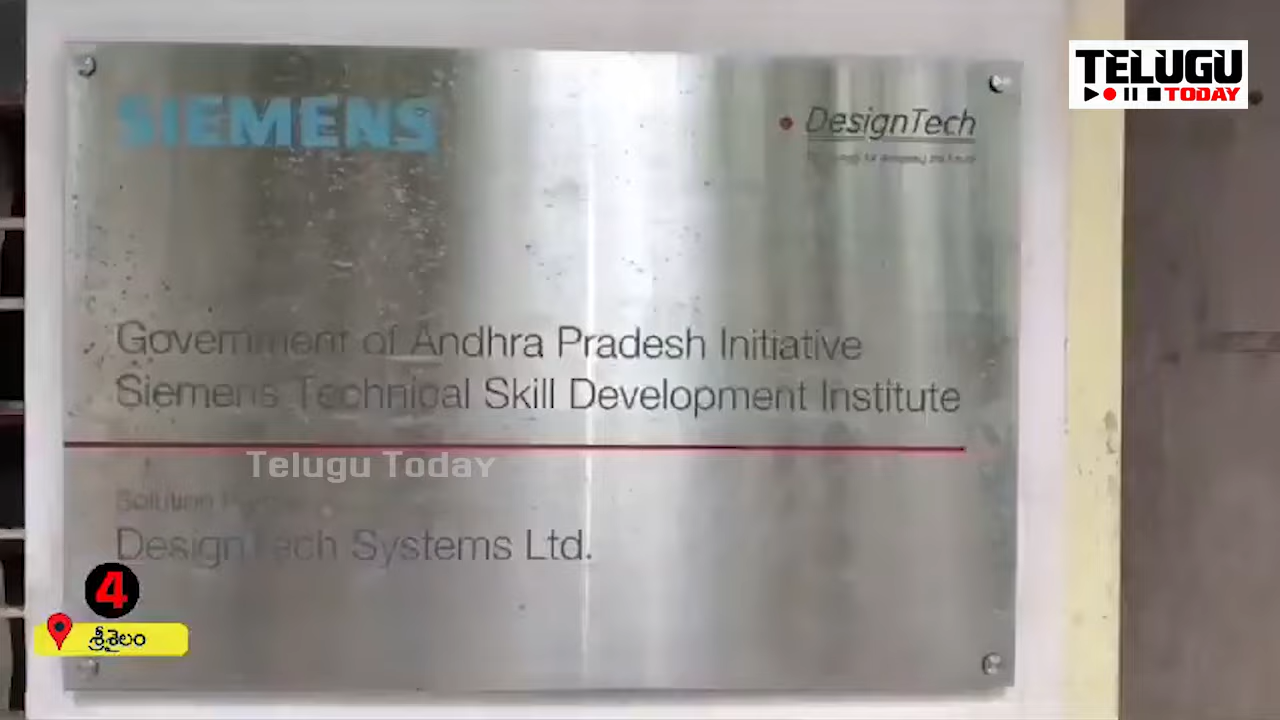 TELUGU
TODAY
SIEMENS
DesignTech
Government of Andhra Pradesh Initiative
Siemens Technical Skill Development Institute
Telugu Today
Solution
DesignTech Systems Ltd.
4
శ్రీశైలం